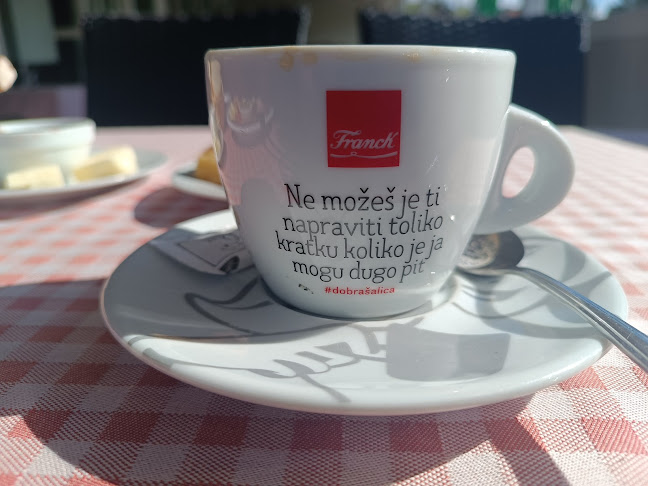 Franck
Ne možeš je ti
napraviti toliko
kratku koliko je ja
mogu dugo pit
#dobrašalica